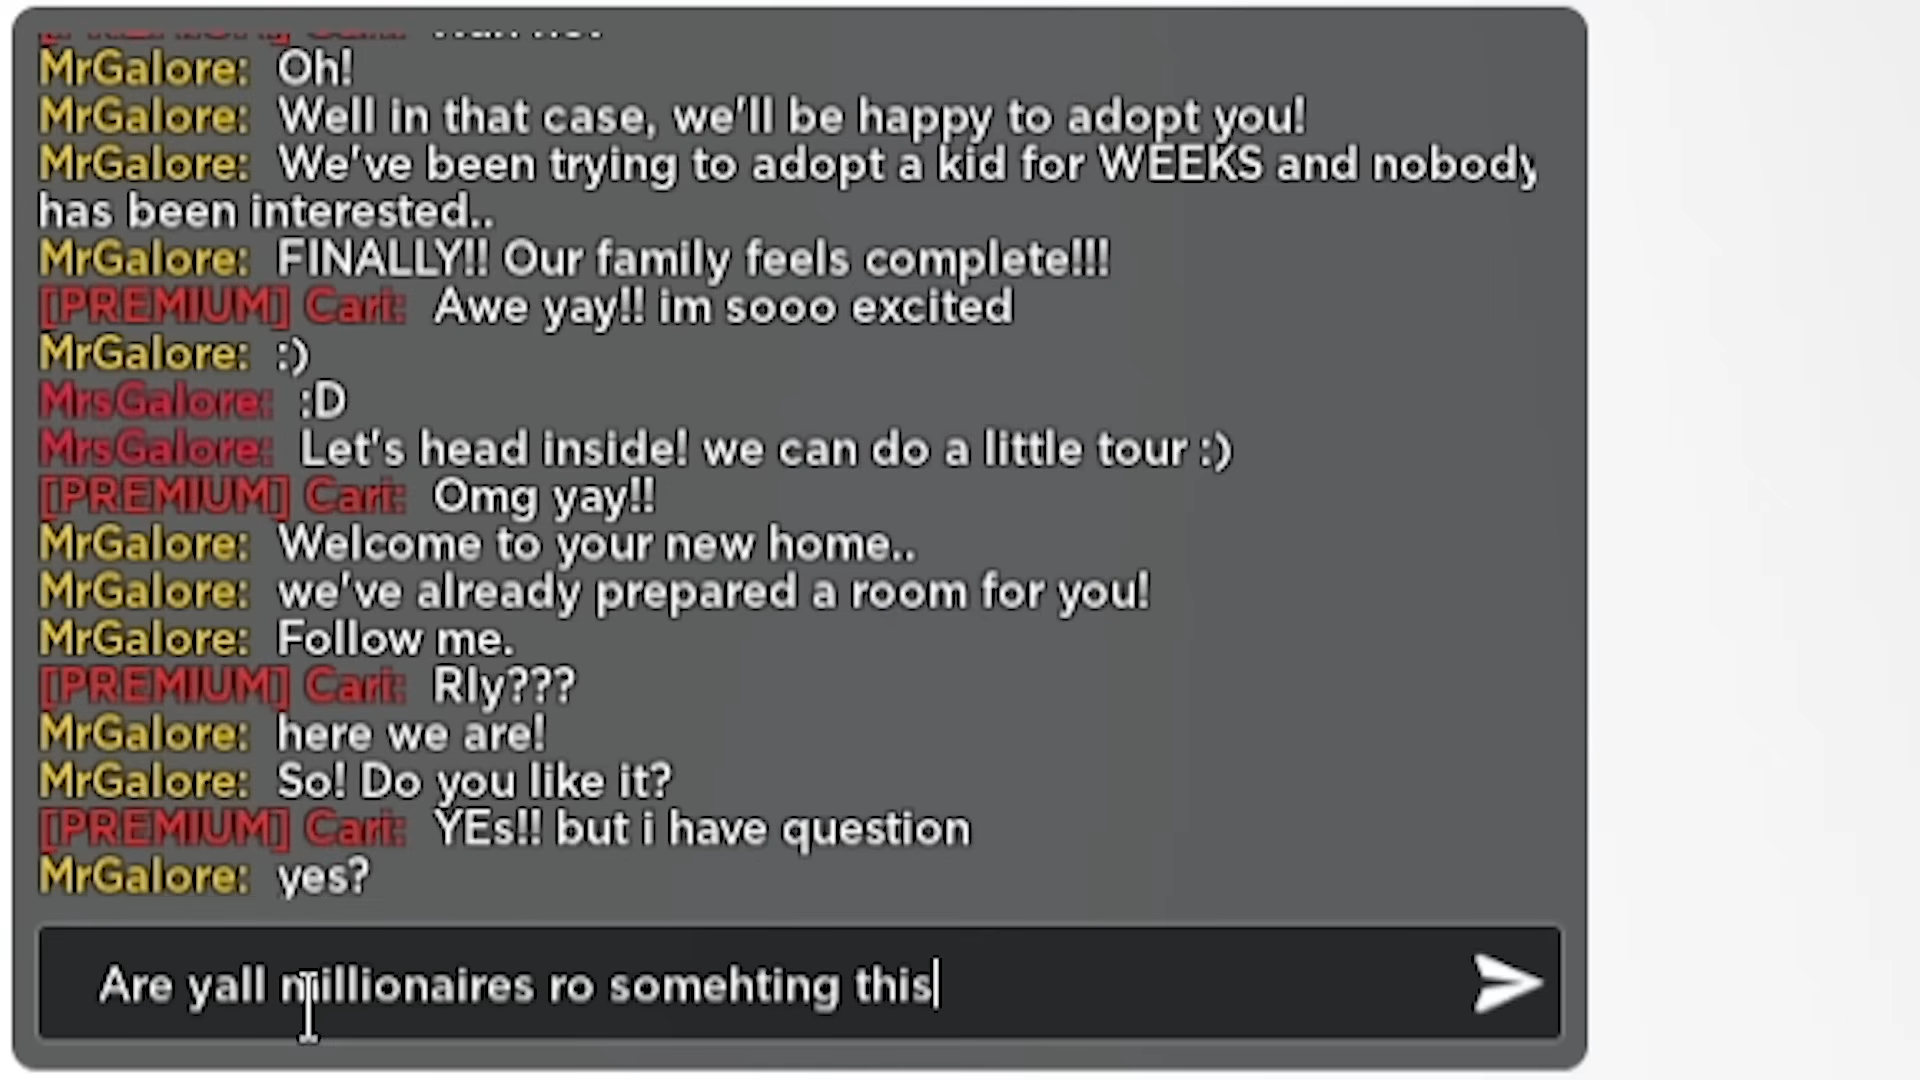 MrGalore: Oh!
MrGalore: Well in that case, we'll be happy to adopt you!
MrGalore: We've been trying to adopt a kid for WEEKS and nobody
has been interested..
MrGalore: FINALLY!! Our family feels complete!!!
[PREMIUM] Cari: Awe yay!! im sooo excited
MrGalore: :)
MrsGalore: :D
MrsGalore: Let's head inside! we can do a little tour :)
[PREMIUM] Cari: Omg yay!!
MrGalore: Welcome to your new home..
MrGalore: we've already prepared a room for you!
MrGalore: Follow me.
[PREMIUM] Cari: Rly???
MrGalore: here we are!
MrGalore: So! Do you like it?
[PREMIUM] Cari: YEs!! but i have question
MrGalore: yes?
Are yall millionaires ro somehting this